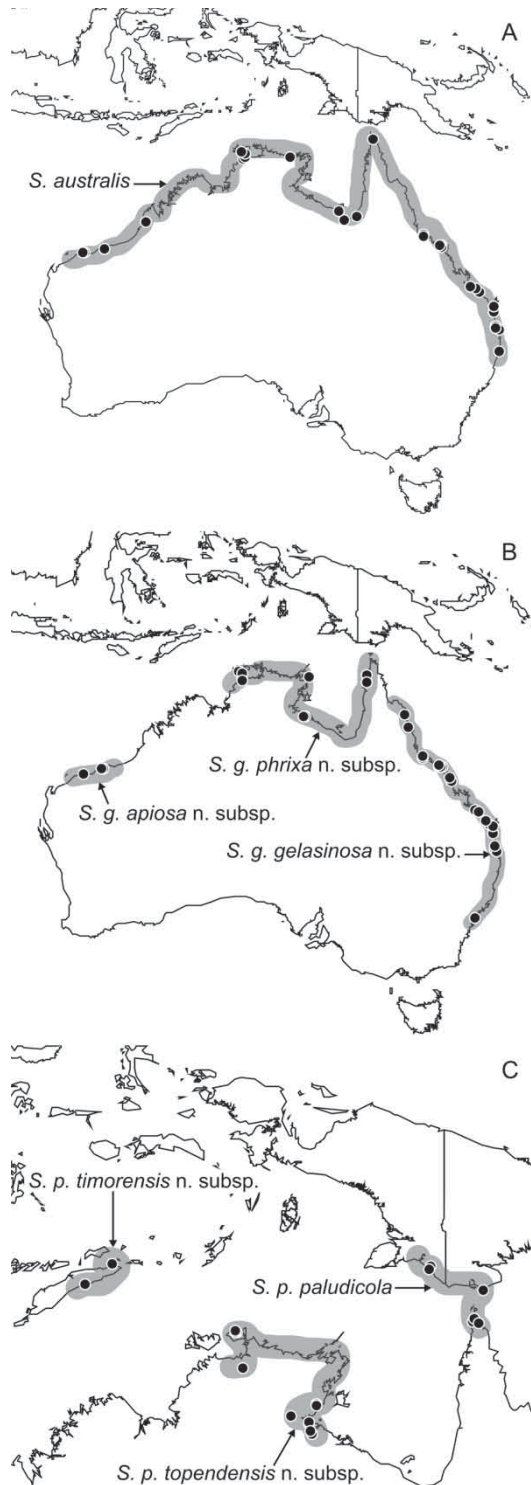 A
S. australis
B
S. g. phrixa n. subsp.
S. g. apiosa n. subsp.
S. g. gelasinosa n. subsp.
C
S. p. timorensis n. subsp.
S. p. paludicola
S. p. topendensis n. subsp.